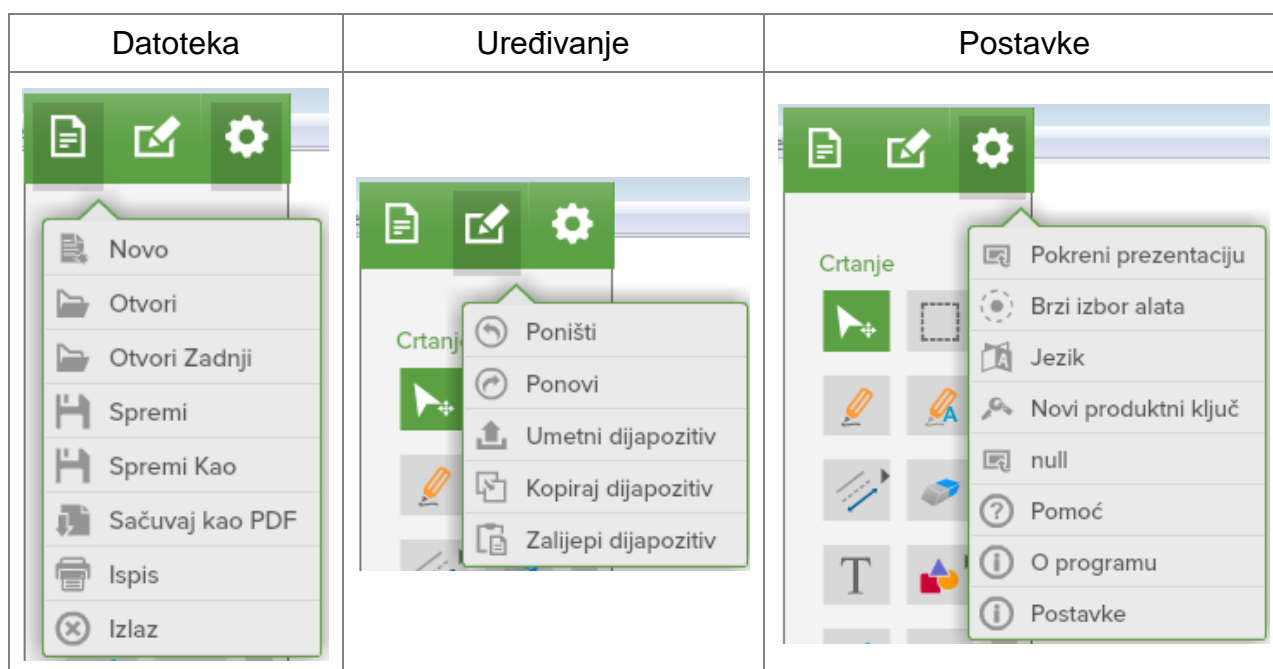 Datoteka
Uređivanje
Postavke
Novo
Otvori
Otvori Zadnji
Spremi
Spremi Kao
Sačuvaj kao PDF
Ispis
Izlaz
Crtanj
Poništi
Ponovi
Umetni dijapozitiv
Kopiraj dijapozitiv
Zalijepi dijapozitiv
Crtanje
Pokreni prezentaciju
Brzi izbor alata
Jezik
Novi produktni ključ
null
Pomoć
O programu
Postavke